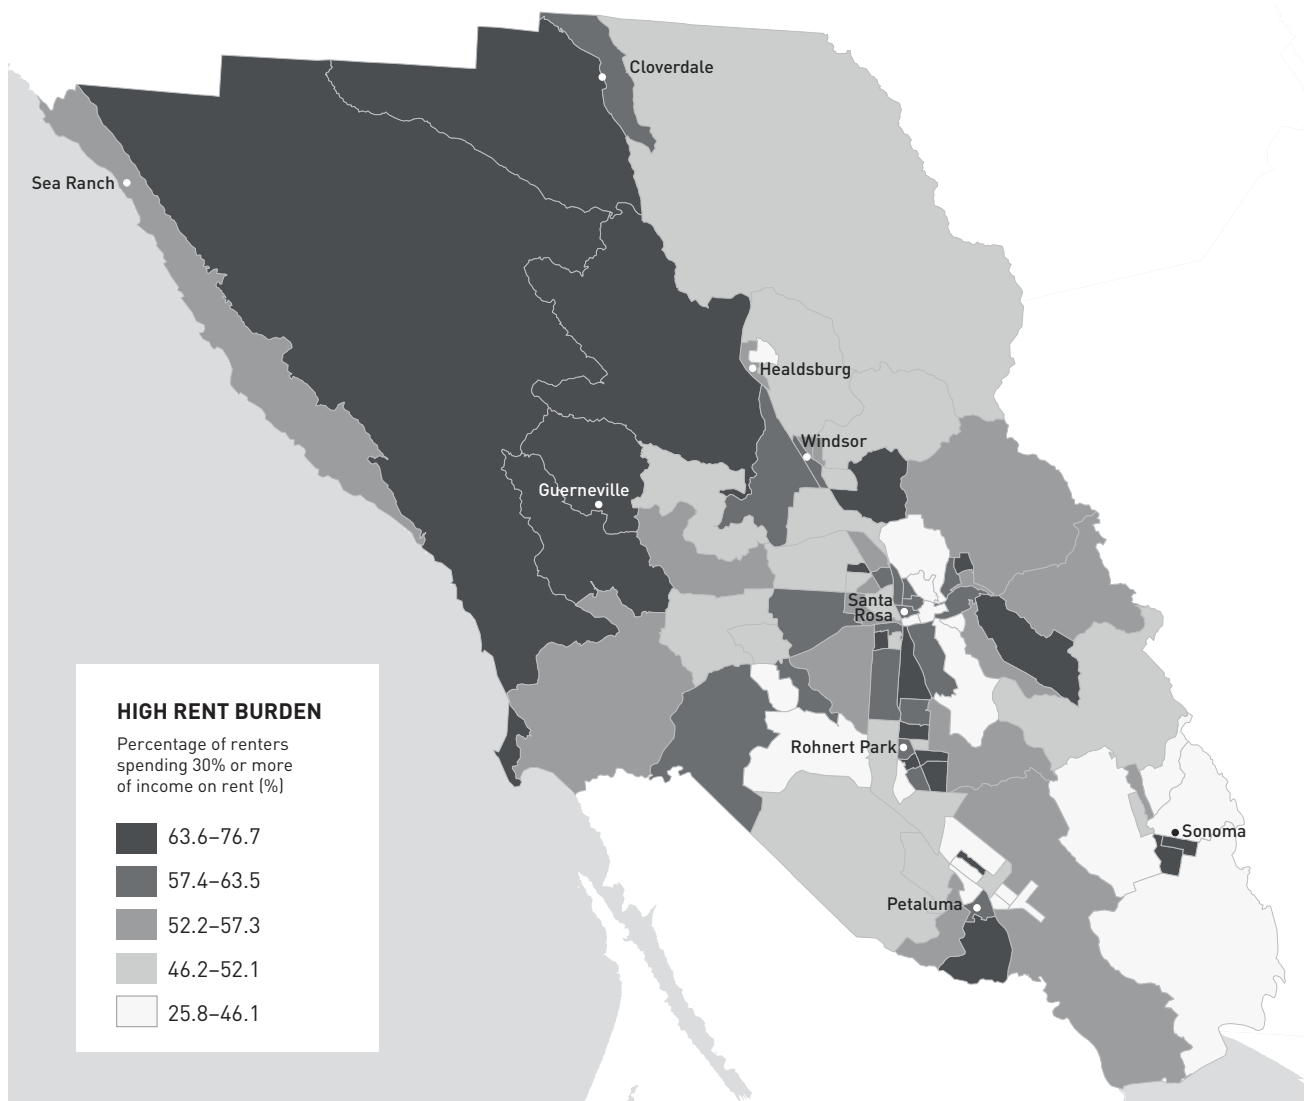 Cloverdale
Sea Ranch
Healdsburg
Windsor
Guerneville
Santa
Rosa
Rohnert Park
Sonoma
Petaluma
HIGH RENT BURDEN
Percentage of renters
spending 30% or more
of income on rent (%)
63.6–76.7
57.4–63.5
52.2–57.3
46.2–52.1
25.8–46.1